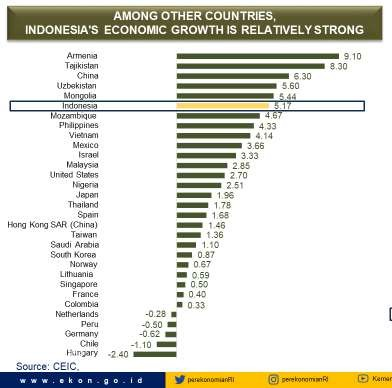 AMONG OTHER COUNTRIES,
INDONESIA'S ECONOMIC GROWTH IS RELATIVELY STRONG
Armenia 9.10
Tajikistan 8.30
China 6.30
Uzbekistan 5.60
Mongolia 5.44
Indonesia 5.17
Mozambique 4.67
Philippines 4.33
Vietnam 4.14
Mexico 3.66
Israel 3.33
Malaysia 2.85
United States 2.70
Nigeria 2.51
Japan 1.96
Thailand 1.78
Spain 1.68
Hong Kong SAR (China) 1.46
Taiwan 1.36
Saudi Arabia 1.10
South Korea 0.87
Norway 0.67
Lithuania 0.59
Singapore 0.50
France 0.40
Colombia 0.33
Netherlands -0.28
Peru -0.50
Germany -0.62
Chile -1.10
Hungary -2.40
Source: CEIC,
www.ekon.go.id perekonomianRI perekonomianRI Kemen